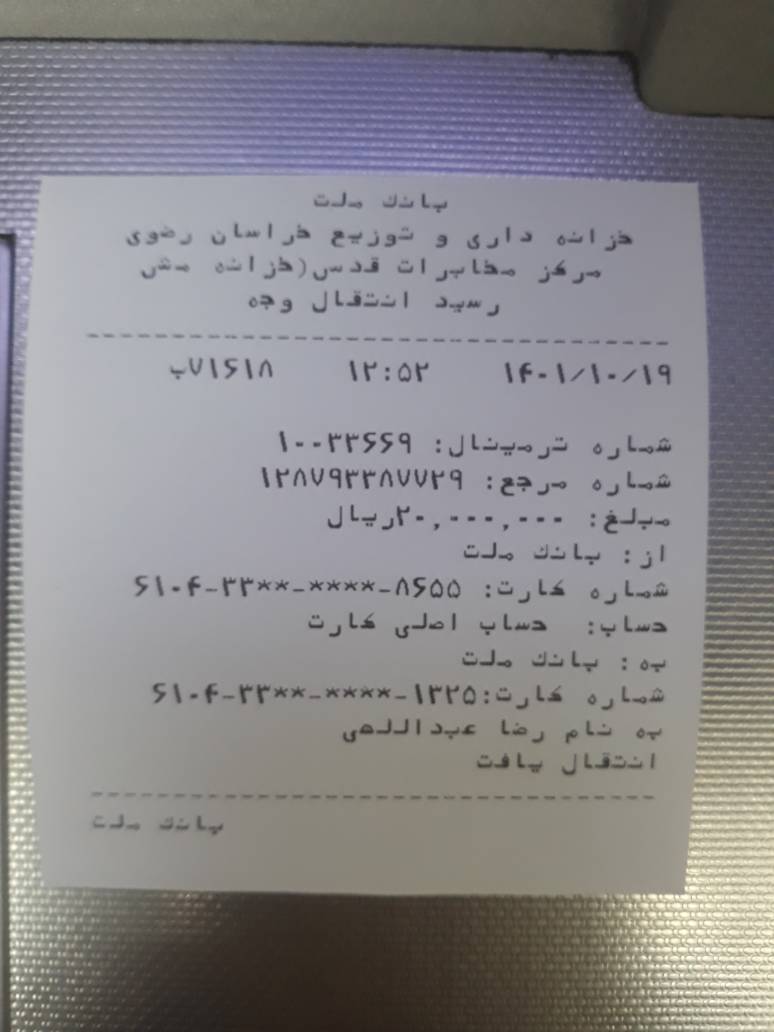 بانک ملت
خزانه داری و توزیع خراسان رضوی
مرکز مخابرات قدس(خزانه مش
رسید انتقال وجه
۱۴۰۱/۱۰/۱۹ ۱۲:۵۲ ۷۱۶۱۸ب
شماره ترمینال: ۱۰۰۳۳۶۶۹
شماره مرجع: ۱۲۸۷۹۳۳۸۷۷۲۹
مبلغ: ۲۰,۰۰۰,۰۰۰ریال
از: بانک ملت
شماره کارت: ۶۱۰۴-۳۳**-****-۸۶۵۵
حساب: حساب اصلی کارت
به: بانک ملت
شماره کارت:۶۱۰۴-۳۳**-****-۱۳۲۵
به نام رضا عبداللهی
انتقال یافت
بانک ملت